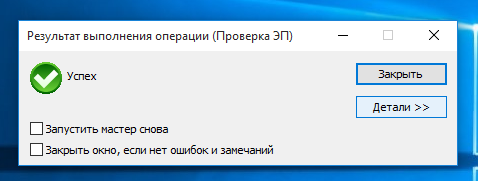 Результат выполнения операции (Проверка ЭП)
Успех
Закрыть
Детали >>
Запустить мастер снова
Закрыть окно, если нет ошибок и замечаний